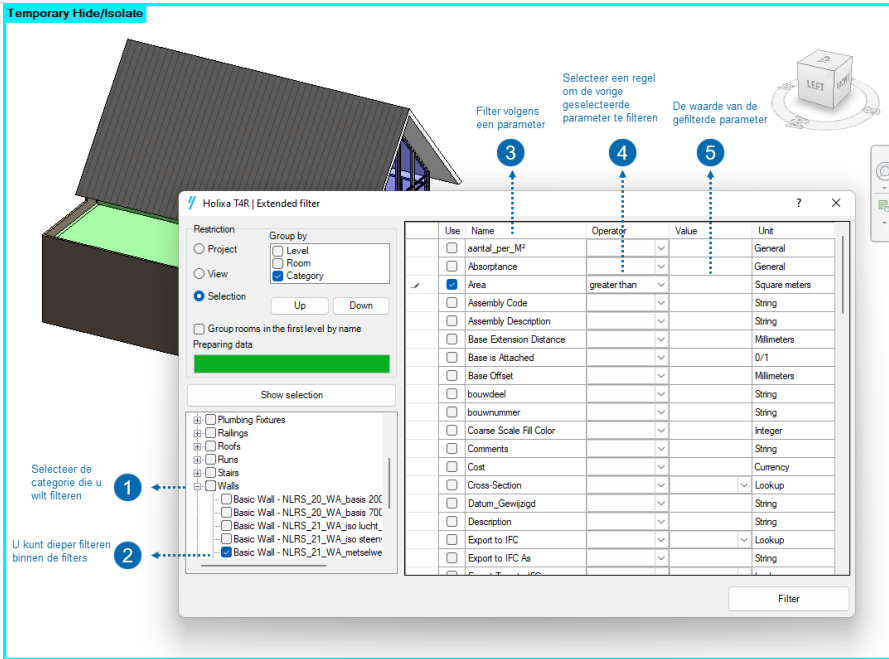 Temporary Hide/Isolate
Selecteer een regel
om de vorige
geselecteerde
parameter te filteren
Filter volgens
een parameter
De waarde van de
gefilterde parameter
3
4
5
LEFT
Holixa T4R | Extended filter
?
Restriction
Group by
Project
View
Selection
Level
Room
Category
Up
Down
Group rooms in the first level by name
Preparing data
Show selection
Plumbing Fixtures
Railings
Roofs
Runs
Stairs
Walls
Basic Wall - NLRS_20_WA_basis 200
Basic Wall - NLRS_20_WA_basis 700
Basic Wall - NLRS_21_WA_iso lucht_
Basic Wall - NLRS_21_WA_iso steen
Basic Wall - NLRS_21_WA_metselwe
Selecteer de
categorie die u
wilt filteren
1
U kunt dieper filteren
binnen de filters
2
Use Name Operator Value Unit
aantal_per_M² General
Absorptance General
Area greater than Square meters
Assembly Code String
Assembly Description String
Base Extension Distance Millimeters
Base is Attached 0/1
Base Offset Millimeters
bouwdeel String
bouwnummer String
Coarse Scale Fill Color Integer
Comments String
Cost Currency
Cross-Section Lookup
Datum_Gewijzigd String
Description String
Export to IFC Lookup
Export to IFC As String
Filter